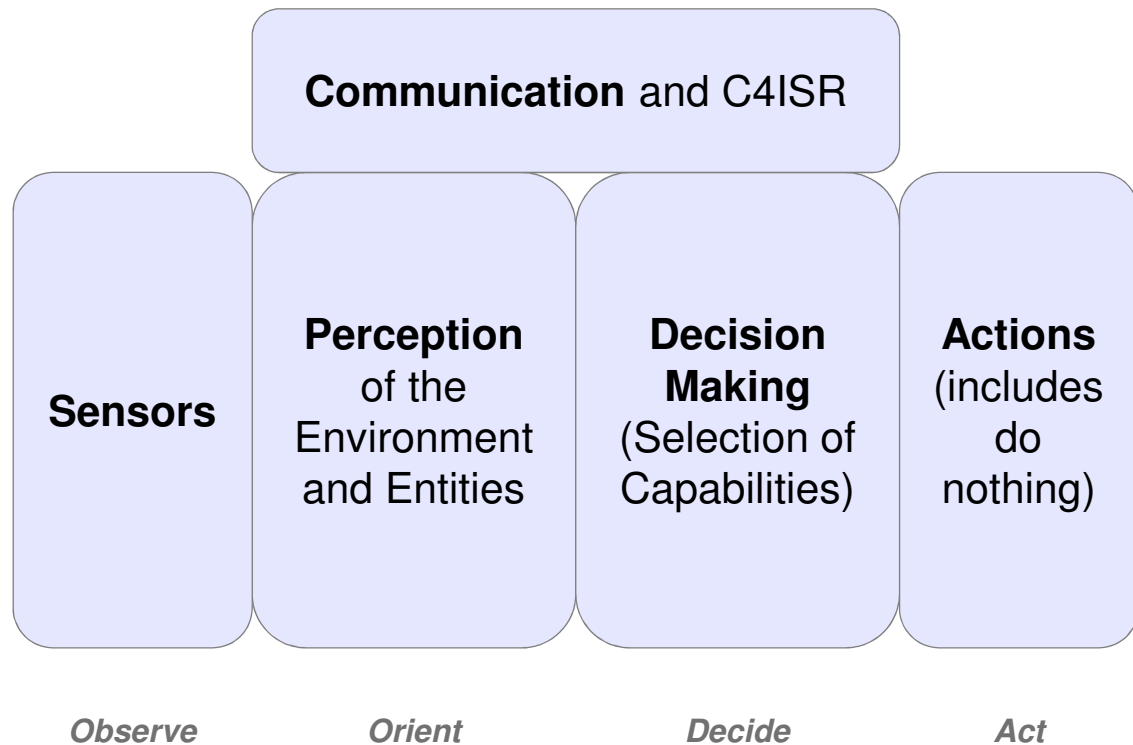 Communication and C4ISR
Sensors
Perception
of the
Environment
and Entities
Decision
Making
(Selection of
Capabilities)
Actions
(includes
do
nothing)
Observe
Orient
Decide
Act